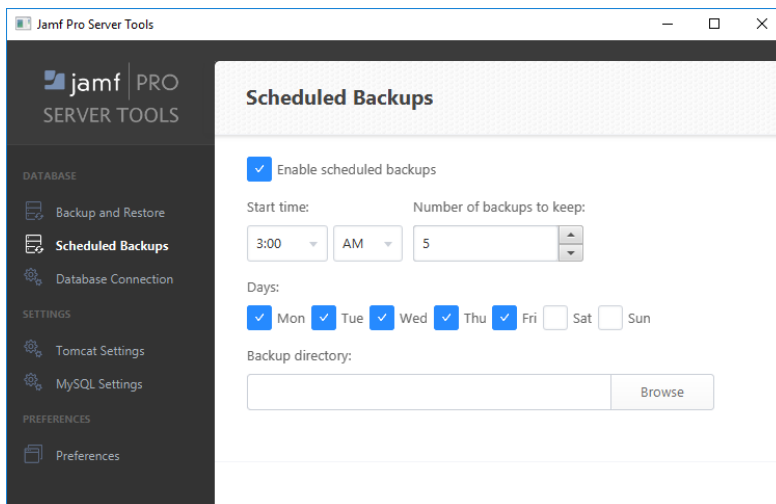 Jamf Pro Server Tools
jamf PRO
SERVER TOOLS
DATABASE
Backup and Restore
Scheduled Backups
Database Connection
SETTINGS
Tomcat Settings
MySQL Settings
PREFERENCES
Preferences
Scheduled Backups
Enable scheduled backups
Start time: Number of backups to keep:
3:00 AM 5
Days:
Mon Tue Wed Thu Fri Sat Sun
Backup directory:
Browse